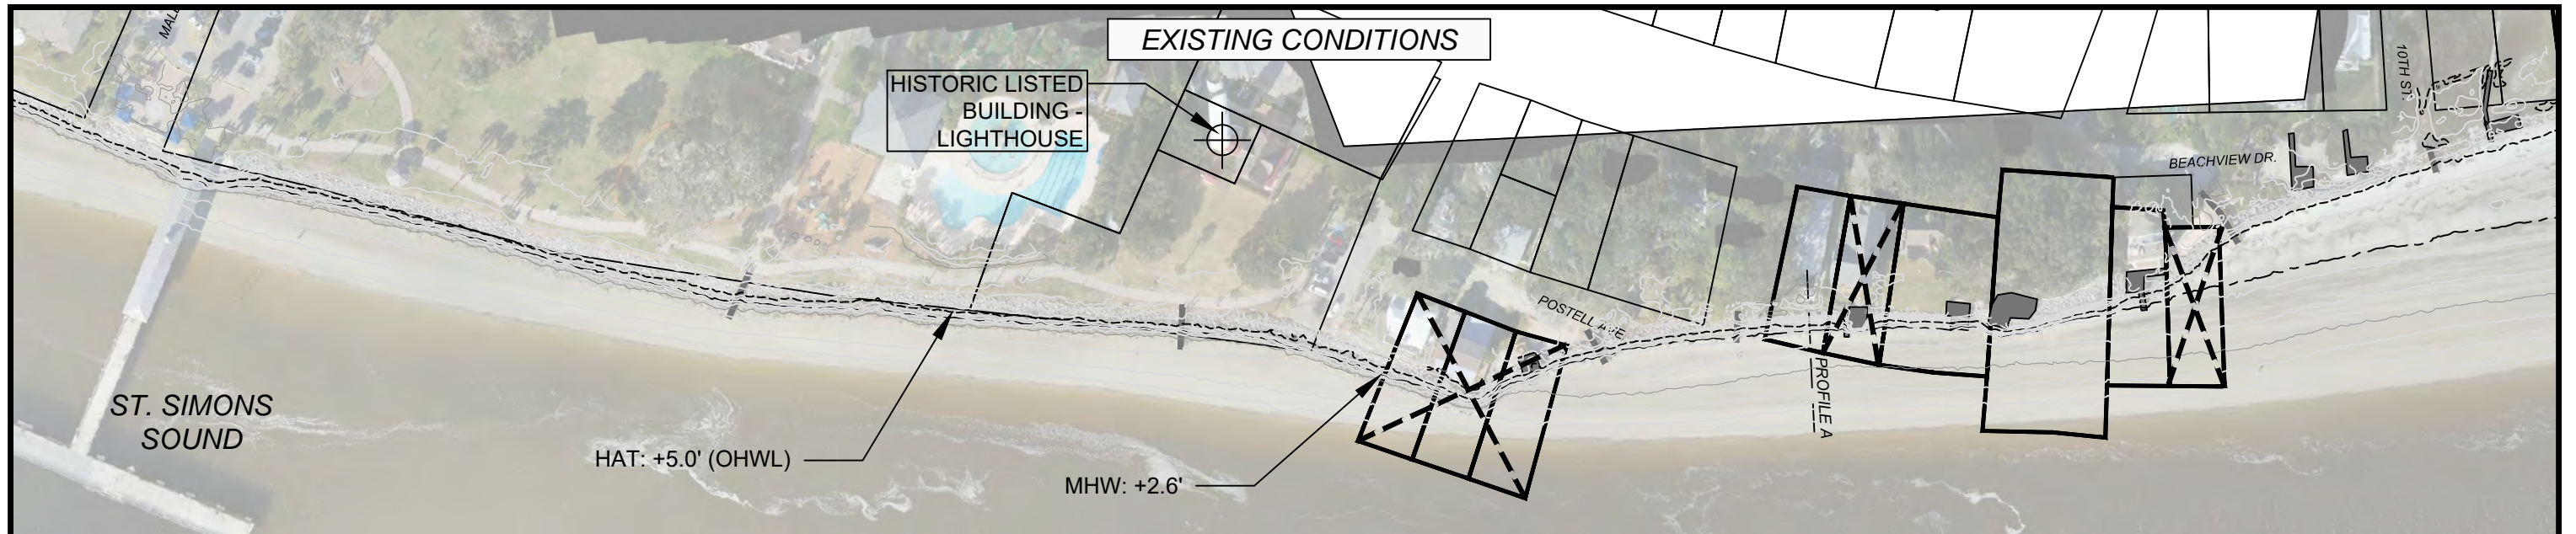 EXISTING CONDITIONS
HISTORIC LISTED
BUILDING -
LIGHTHOUSE
10TH ST.
BEACHVIEW DR.
POSTELL AVE
PROFILE A
ST. SIMONS
SOUND
HAT: +5.0' (OHWL)
MHW: +2.6'